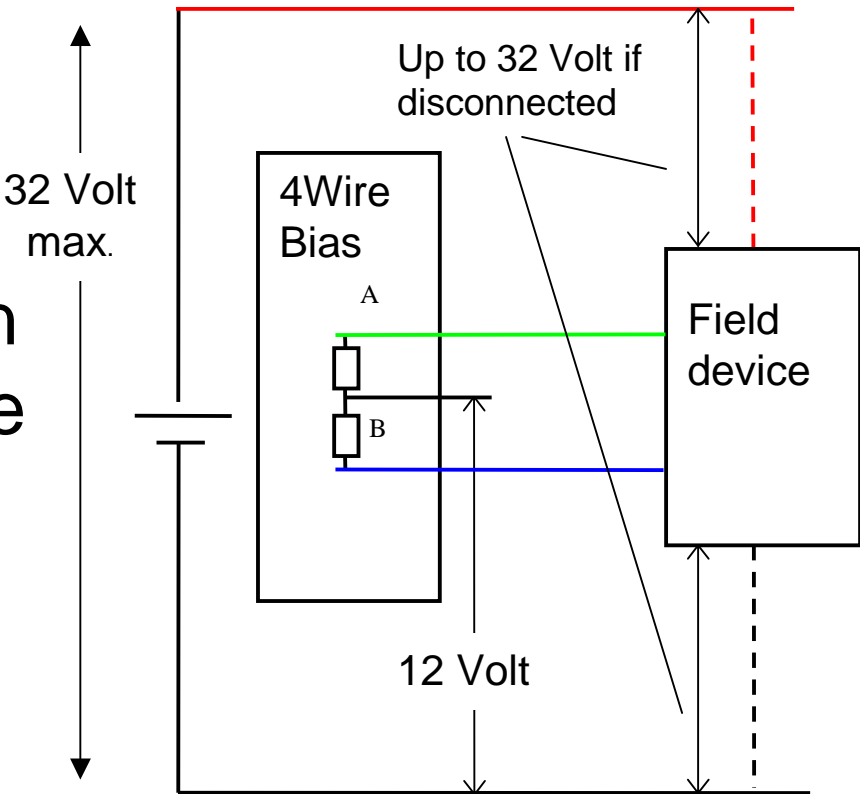 Up to 32 Volt if
disconnected
32 Volt
max.
4Wire
Bias
A
Field
device
B
12 Volt